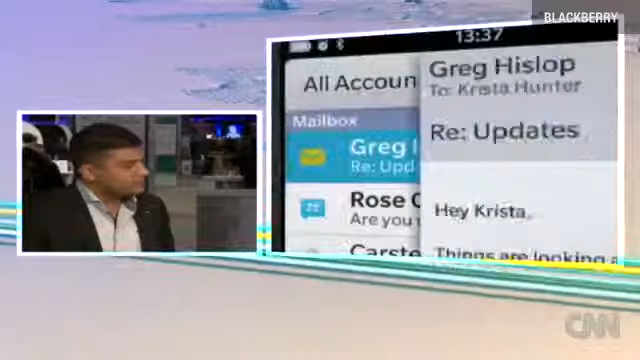 BLACKBERRY
13:37
All Accoun
Mailbox
Greg
Re: Upd
Rose
Are you
Carste
Greg Hislop
To: Krista Hunter
Re: Updates
Hey Krista,
Things are looking a
CNN